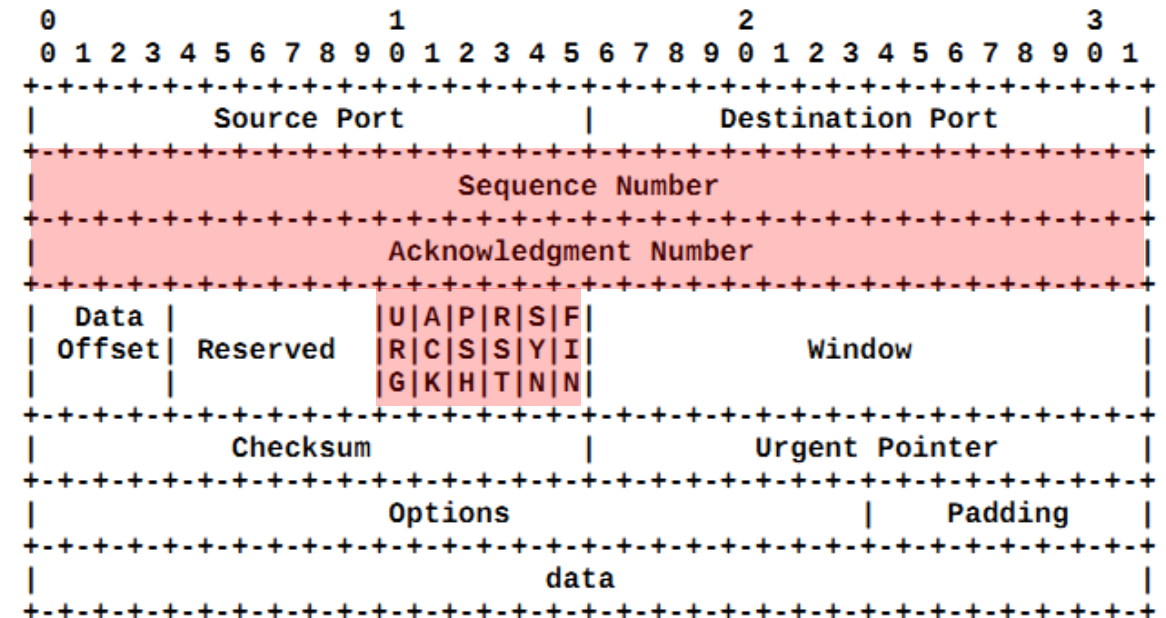 0                   1                   2                   3
 0 1 2 3 4 5 6 7 8 9 0 1 2 3 4 5 6 7 8 9 0 1 2 3 4 5 6 7 8 9 0 1
+-+-+-+-+-+-+-+-+-+-+-+-+-+-+-+-+-+-+-+-+-+-+-+-+-+-+-+-+-+-+-+-+
|          Source Port          |       Destination Port        |
+-+-+-+-+-+-+-+-+-+-+-+-+-+-+-+-+-+-+-+-+-+-+-+-+-+-+-+-+-+-+-+-+
|                        Sequence Number                        |
+-+-+-+-+-+-+-+-+-+-+-+-+-+-+-+-+-+-+-+-+-+-+-+-+-+-+-+-+-+-+-+-+
|                    Acknowledgment Number                      |
+-+-+-+-+-+-+-+-+-+-+-+-+-+-+-+-+-+-+-+-+-+-+-+-+-+-+-+-+-+-+-+-+
|  Data |           |U|A|P|R|S|F|                               |
| Offset| Reserved  |R|C|S|S|Y|I|            Window             |
|       |           |G|K|H|T|N|N|                               |
+-+-+-+-+-+-+-+-+-+-+-+-+-+-+-+-+-+-+-+-+-+-+-+-+-+-+-+-+-+-+-+-+
|           Checksum            |         Urgent Pointer        |
+-+-+-+-+-+-+-+-+-+-+-+-+-+-+-+-+-+-+-+-+-+-+-+-+-+-+-+-+-+-+-+-+
|                    Options                    |    Padding    |
+-+-+-+-+-+-+-+-+-+-+-+-+-+-+-+-+-+-+-+-+-+-+-+-+-+-+-+-+-+-+-+-+
|                             data                              |
+-+-+-+-+-+-+-+-+-+-+-+-+-+-+-+-+-+-+-+-+-+-+-+-+-+-+-+-+-+-+-+-+